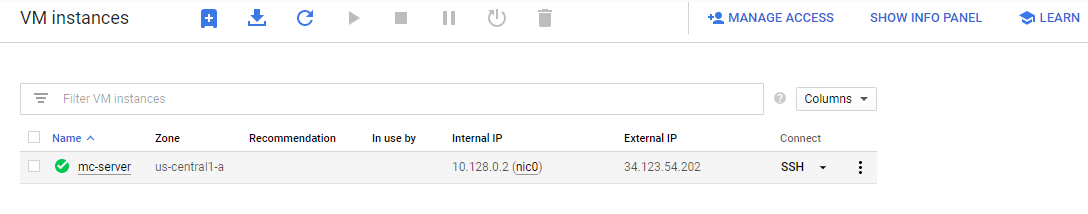 VM instances MANAGE ACCESS SHOW INFO PANEL LEARN
Filter VM instances Columns
Name Zone Recommendation In use by Internal IP External IP Connect
mc-server us-central1-a 10.128.0.2 (nic0) 34.123.54.202 SSH